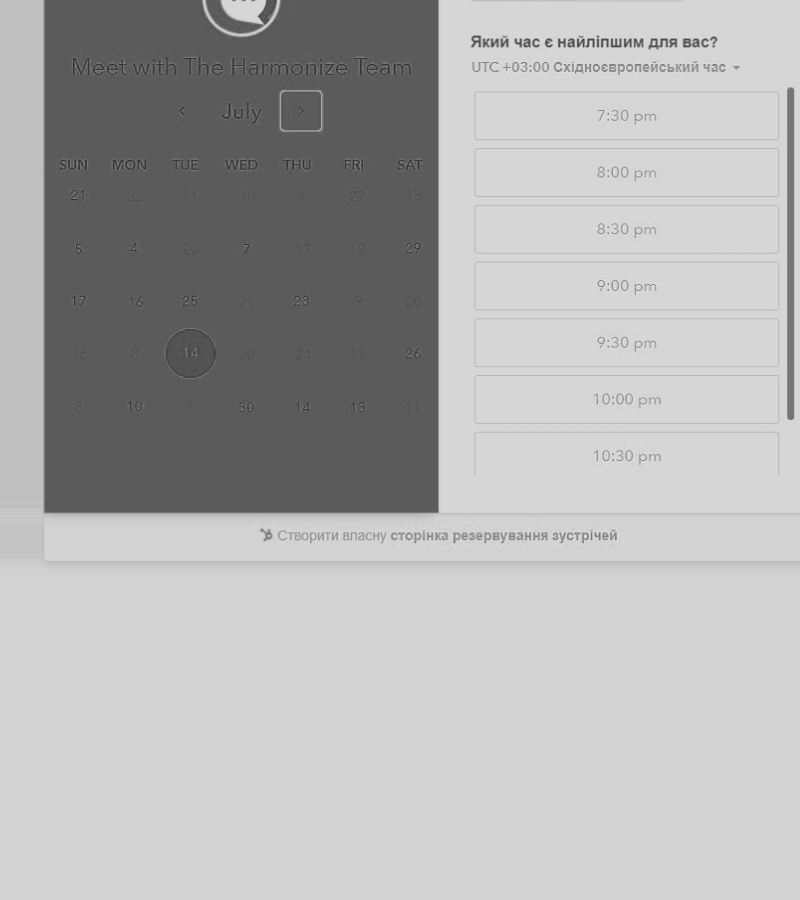 Meet with The Harmonize Team
July
SUN MON TUE WED THU FRI SAT
21 22 11 10 1 27 13
5 4 20 7 17 19 29
17 16 25 21 23 9 20
16 8 14 20 24 13 26
8 10 6 30 14 13 11
Який час є найліпшим для вас?
UTC +03:00 Східноєвропейський час
7:30 pm
8:00 pm
8:30 pm
9:00 pm
9:30 pm
10:00 pm
10:30 pm
Створити власну сторінка резервування зустрічей